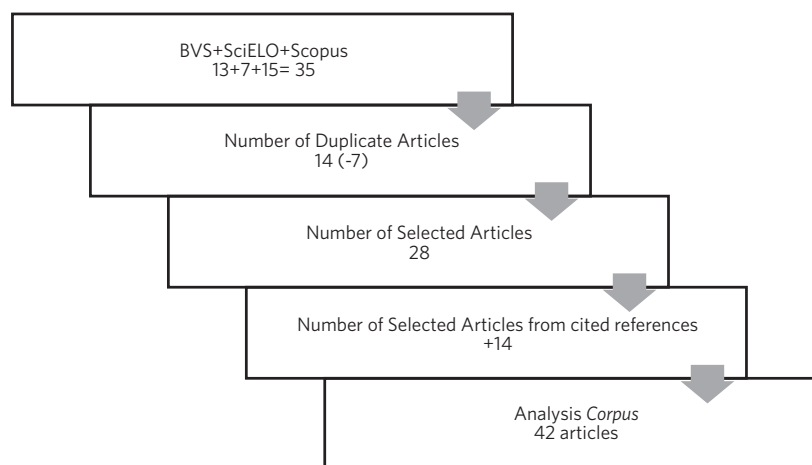 BVS+SciELO+Scopus
13+7+15= 35
Number of Duplicate Articles
14 (-7)
Number of Selected Articles
28
Number of Selected Articles from cited references
+14
Analysis Corpus
42 articles